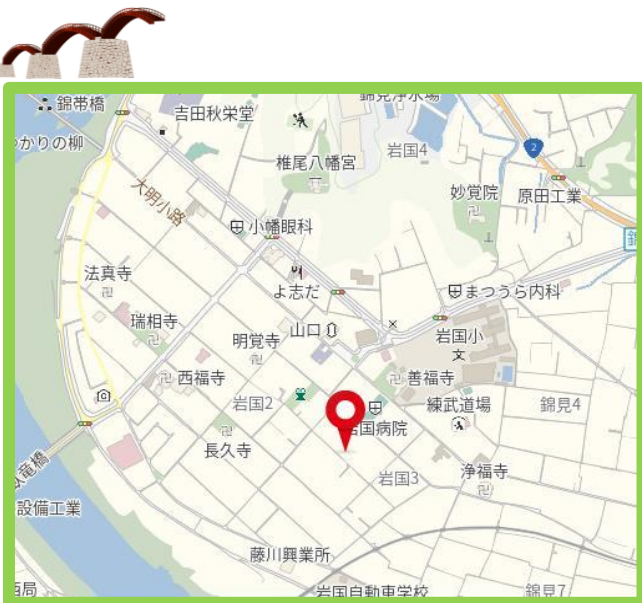 錦見浄水場
錦帯橋
吉田秋栄堂
かりの柳
岩国4
2
椎尾八幡宮
妙覚院
原田工業
大明小路
小幡眼科
法真寺
よ志だ
まつうら内科
瑞相寺
山口
岩国小
明覚寺
文
西福寺
善福寺
岩国2
練武道場
錦見4
国病院
長久寺
岩国3
浄福寺
竜橋
設備工業
藤川興業所
局
岩国自動車学校
錦見7